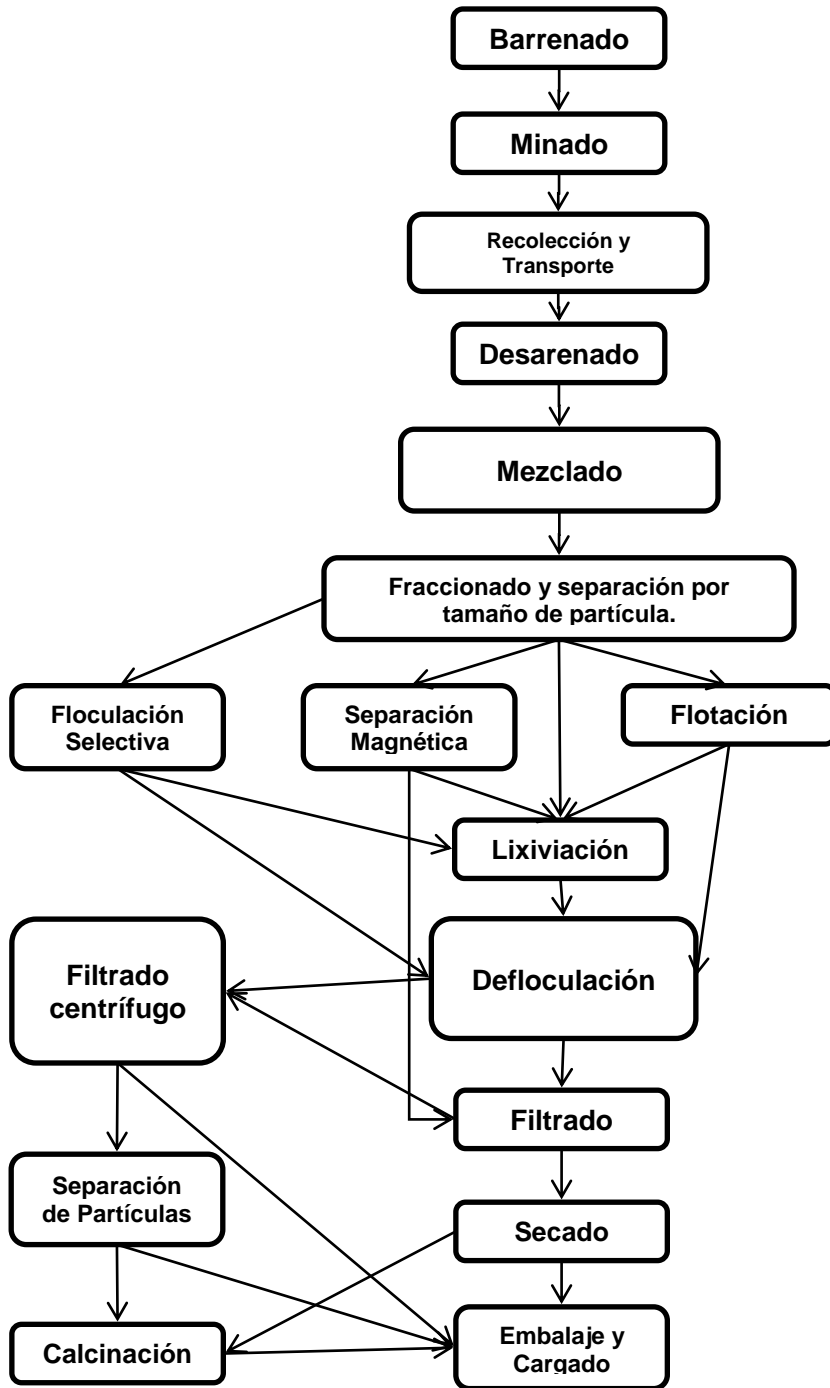 Barrenado
Minado
Recolección y
Transporte
Desarenado
Mezclado
Fraccionado y separación por
tamaño de partícula.
Floculación
Selectiva
Separación
Magnética
Flotación
Lixiviación
Filtrado
centrífugo
Defloculación
Filtrado
Separación
de Partículas
Secado
Calcinación
Embalaje y
Cargado